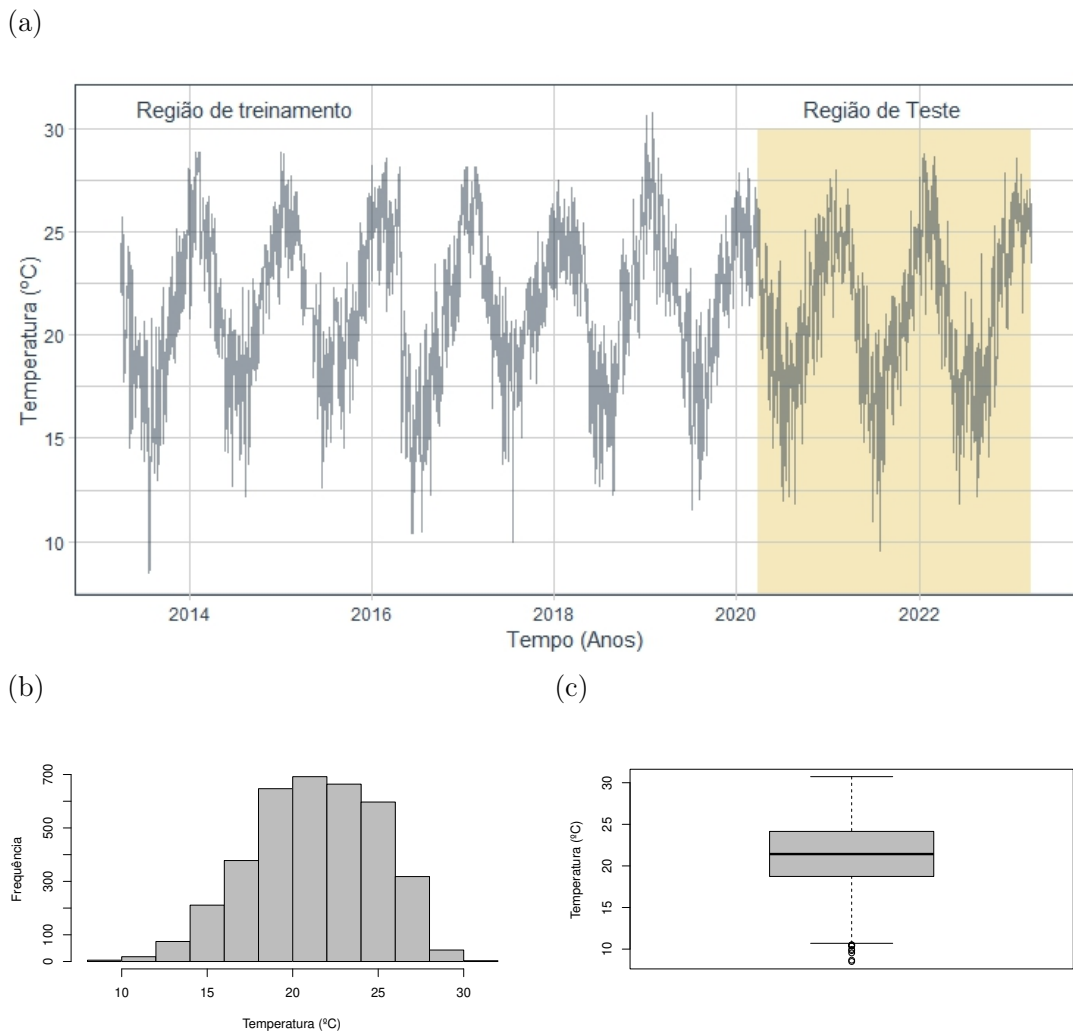 (a)
Região de treinamento
Região de Teste
Temperatura (ºC)
30
25
20
15
10
2014 2016 2018 2020 2022
Tempo (Anos)
(b)
Frequência
700
500
300
100
0
10 15 20 25 30
Temperatura (ºC)
(c)
Temperatura (ºC)
30
25
20
15
10